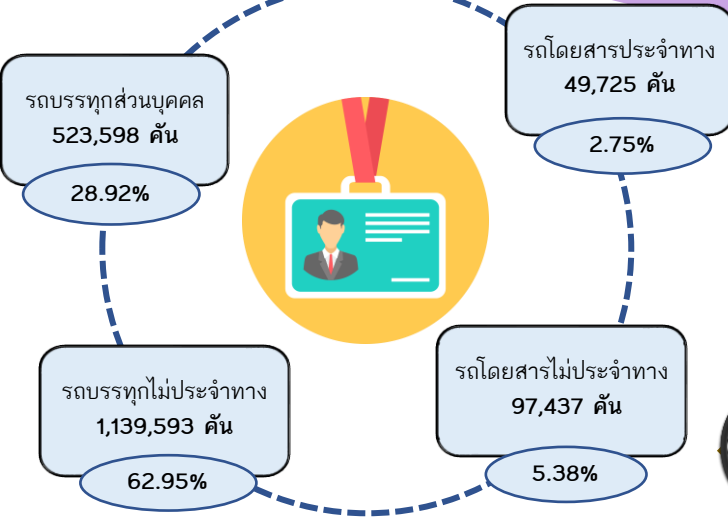 รถบรรทุกส่วนบุคคล
523,598 คัน
28.92%
รถโดยสารประจำทาง
49,725 คัน
2.75%
รถบรรทุกไม่ประจำทาง
1,139,593 คัน
62.95%
รถโดยสารไม่ประจำทาง
97,437 คัน
5.38%